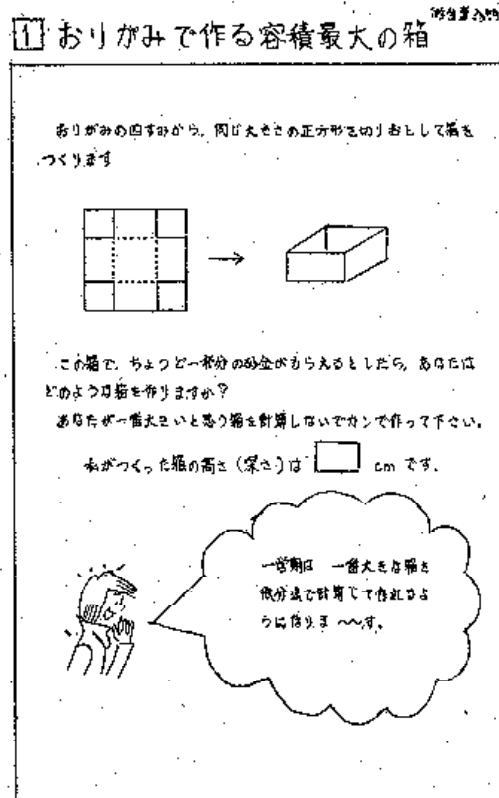 1 おりがみで作る容積最大の箱
おりがみの四すみから、同じ大きさの正方形を切りおとして箱を
つくります
この箱で、ちょうど一杯分の砂金がもらえるとしたら、あなたは
どのような箱を作りますか?
あなたが一番大きいと思う箱を計算しないでカンで作って下さい。
私がつくった箱の高さ(深さ)は cm です.
一学期は 一番大きな箱を
微分法で計算して作れるよ
うになりま〜〜す。